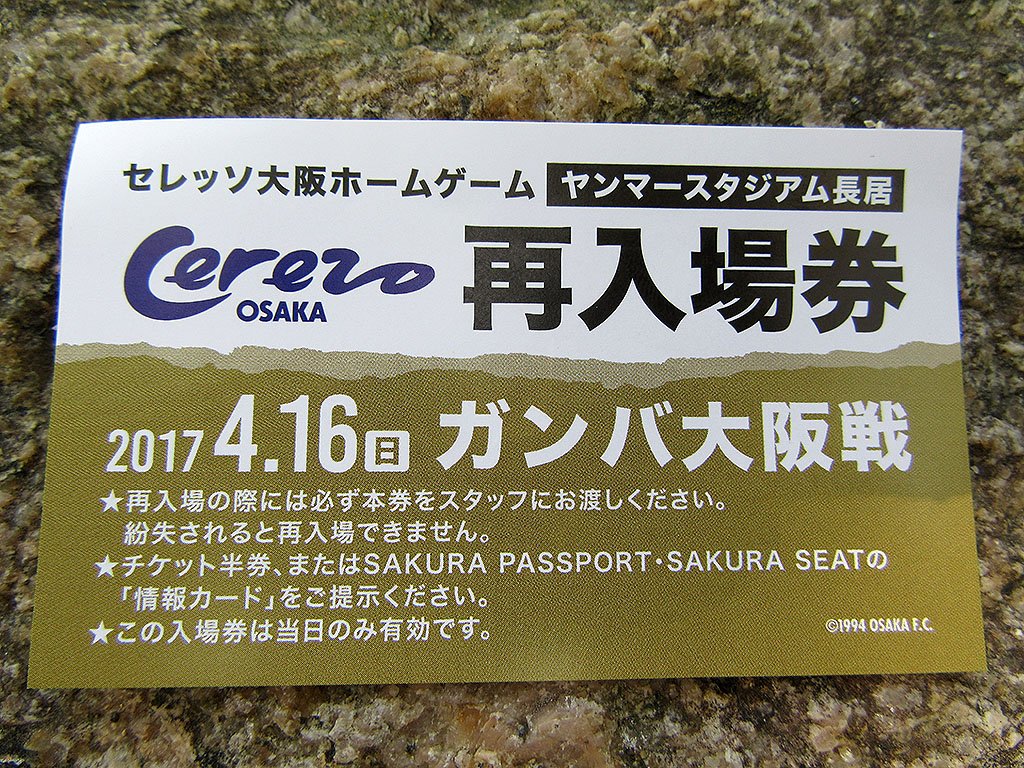 セレッソ大阪ホームゲーム ヤンマースタジアム長居
Cerezo
OSAKA
再入場券
2017 4.16日 ガンバ大阪戦
★再入場の際には必ず本券をスタッフにお渡しください。
紛失されると再入場できません。
★チケット半券、またはSAKURA PASSPORT・SAKURA SEATの
「情報カード」をご提示ください。
★この入場券は当日のみ有効です。
©1994 OSAKA F.C.